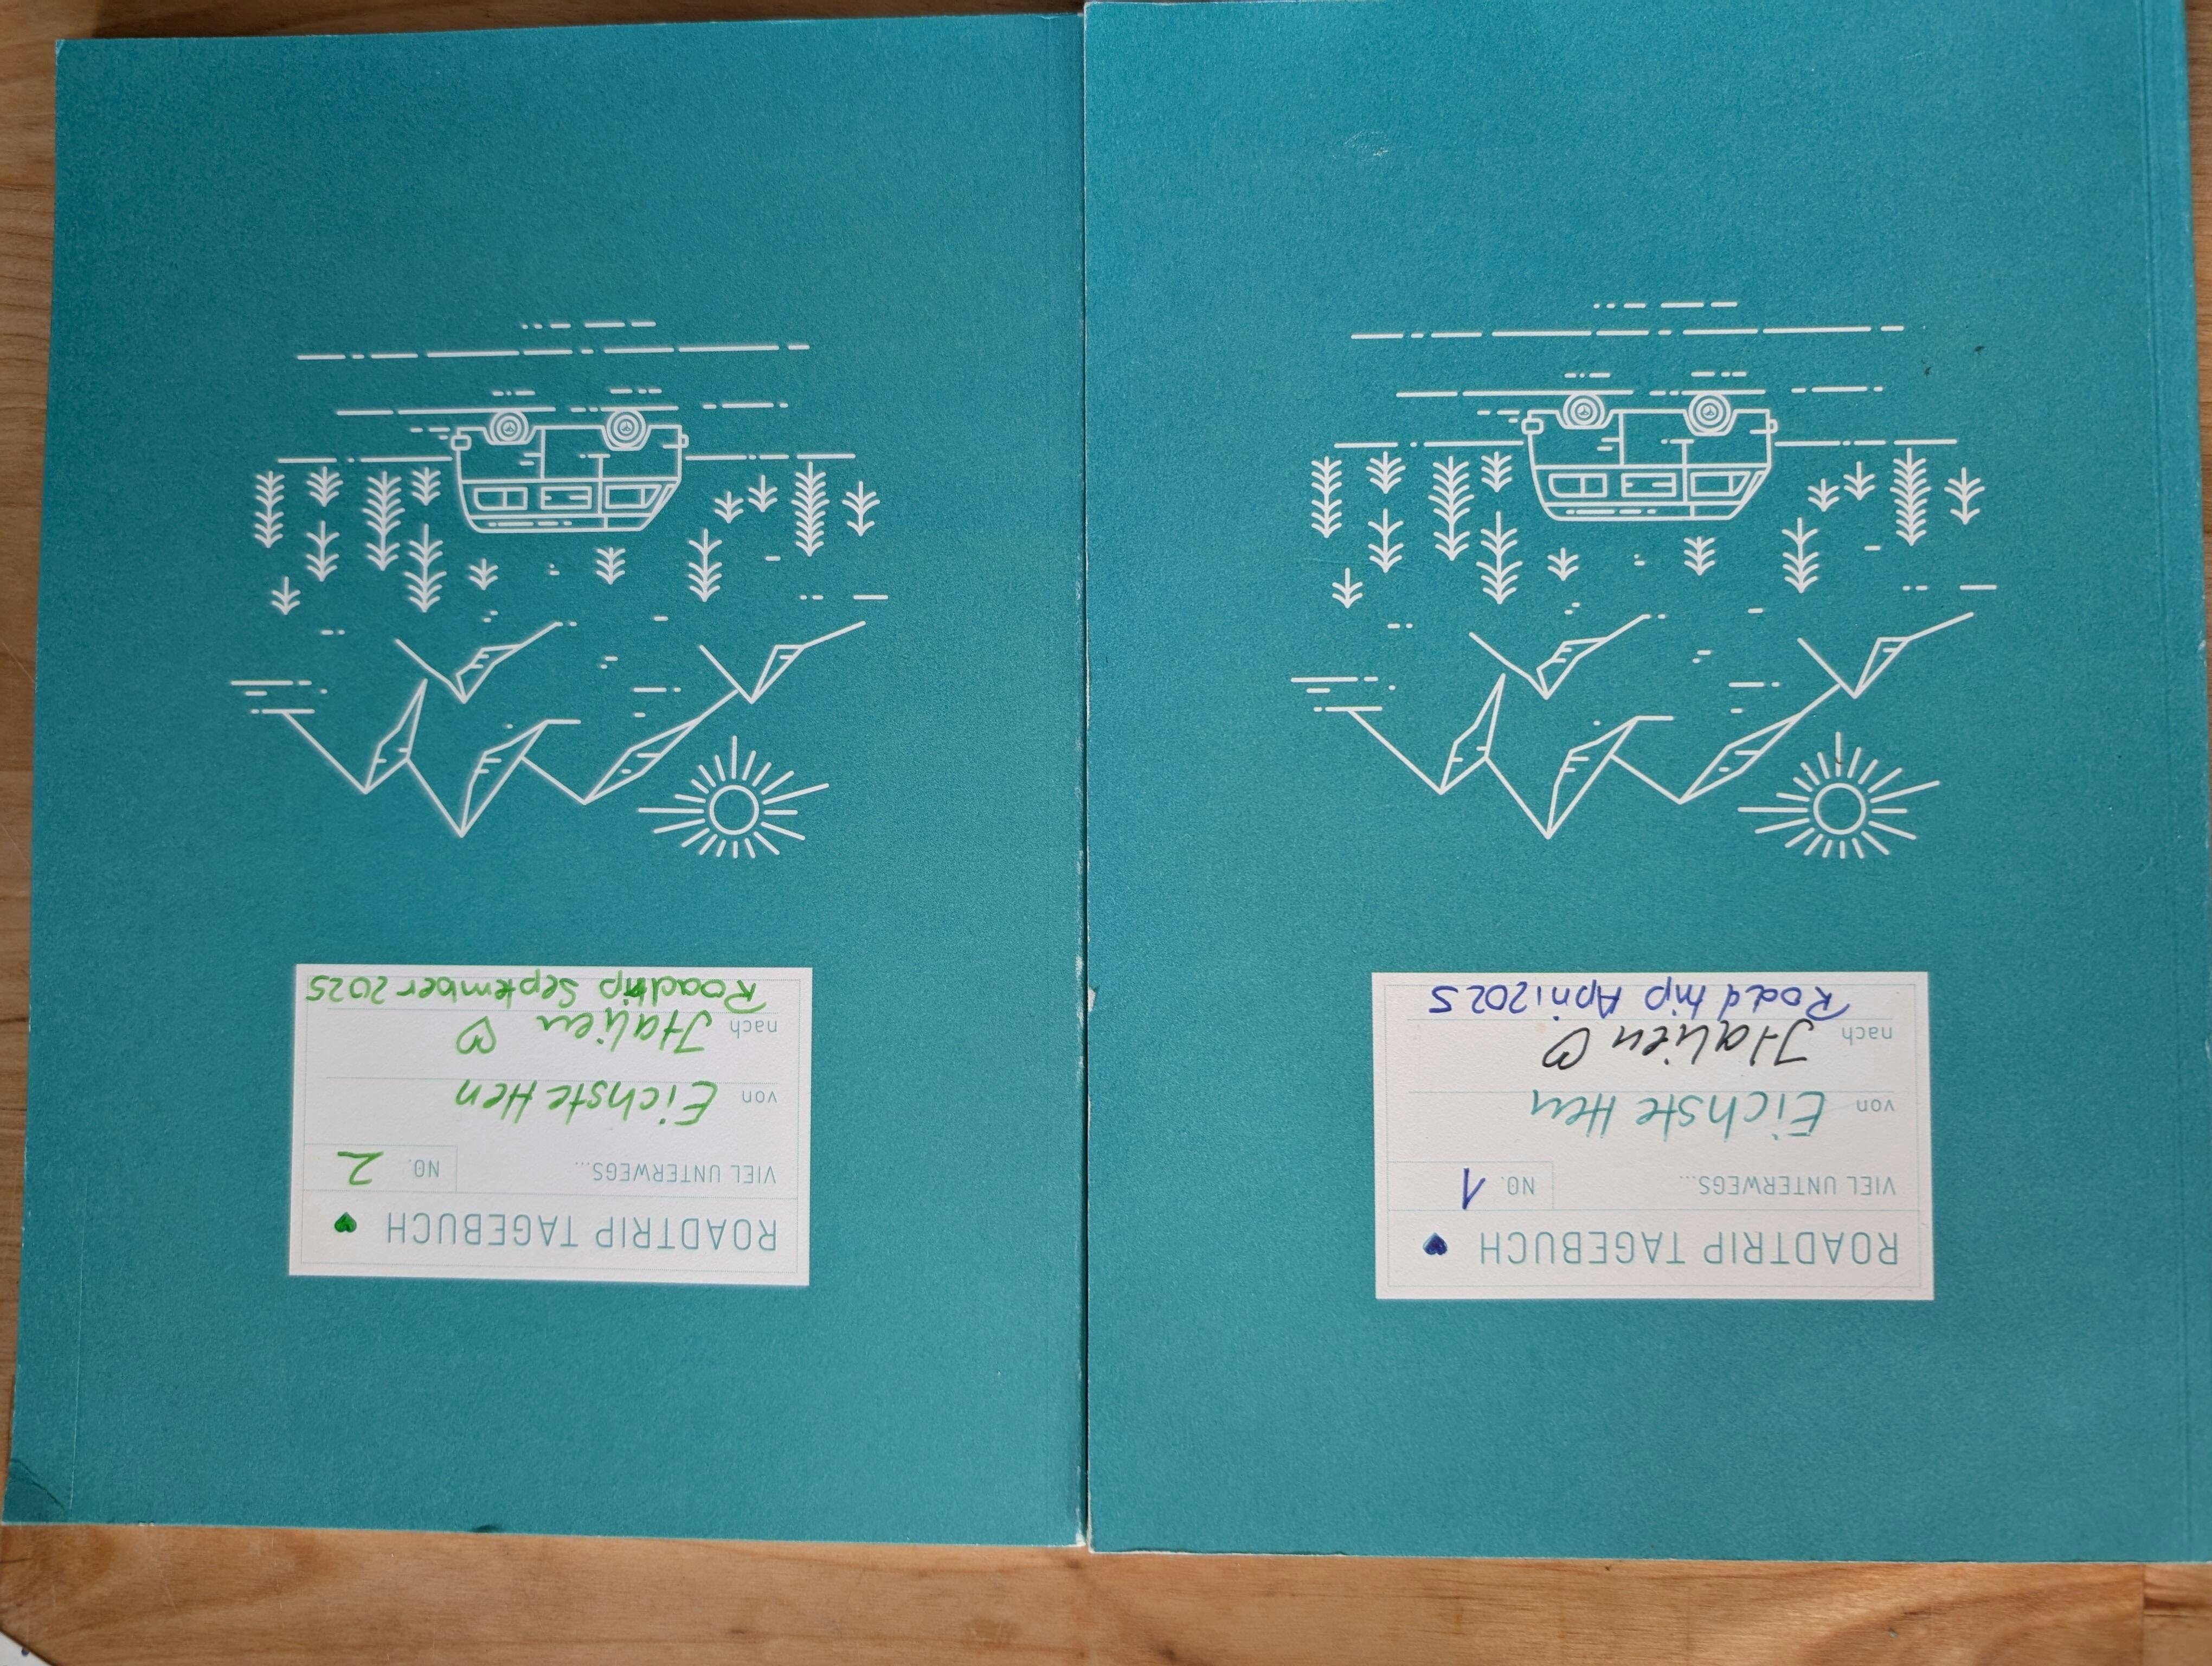 ROADTRIP TAGEBUCH ♥
VIEL UNTERWEGS... NO. 1
von Eichstetten
nach Italien ♡
Roadtrip April 2025
ROADTRIP TAGEBUCH ♥
VIEL UNTERWEGS... NO. 2
von Eichstetten
nach Italien ♡
Roadtrip September 2025